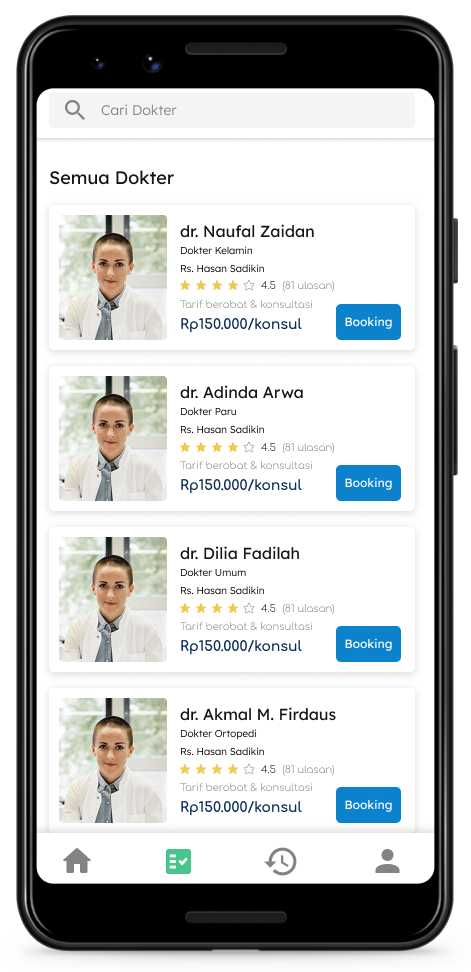 Cari Dokter
Semua Dokter
dr. Naufal Zaidan
Dokter Kelamin
Rs. Hasan Sadikin
4.5 (81 ulasan)
Tarif berobat & konsultasi
Rp150.000/konsul
Booking
dr. Adinda Arwa
Dokter Paru
Rs. Hasan Sadikin
4.5 (81 ulasan)
Tarif berobat & konsultasi
Rp150.000/konsul
Booking
dr. Dilia Fadilah
Dokter Umum
Rs. Hasan Sadikin
4.5 (81 ulasan)
Tarif berobat & konsultasi
Rp150.000/konsul
Booking
dr. Akmal M. Firdaus
Dokter Ortopedi
Rs. Hasan Sadikin
4.5 (81 ulasan)
Tarif berobat & konsultasi
Rp150.000/konsul
Booking